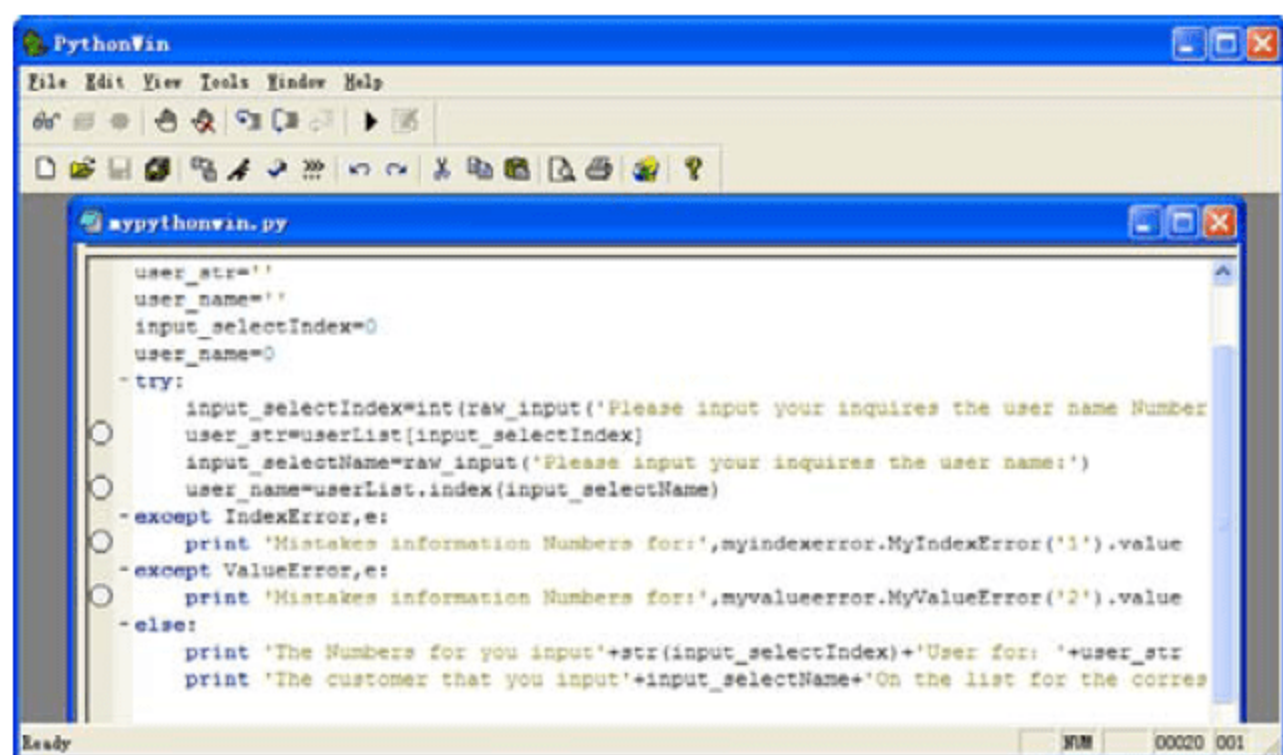 PythonWin
File Edit View Tools Window Help
mypythonwin.py
user_str=''
user_name=''
input_selectIndex=0
user_name=0
try:
input_selectIndex=int(raw_input('Please input your inquires the user name Number
user_str=userList[input_selectIndex]
input_selectName=raw_input('Please input your inquires the user name:')
user_name=userList.index(input_selectName)
except IndexError,e:
print 'Mistakes information Numbers for:',myindexerror.MyIndexError('1').value
except ValueError,e:
print 'Mistakes information Numbers for:',myvalueerror.MyValueError('2').value
else:
print 'The Numbers for you input'+str(input_selectIndex)+'User for: '+user_str
print 'The customer that you input'+input_selectName+'On the list for the corres
Ready NUM 00020 001